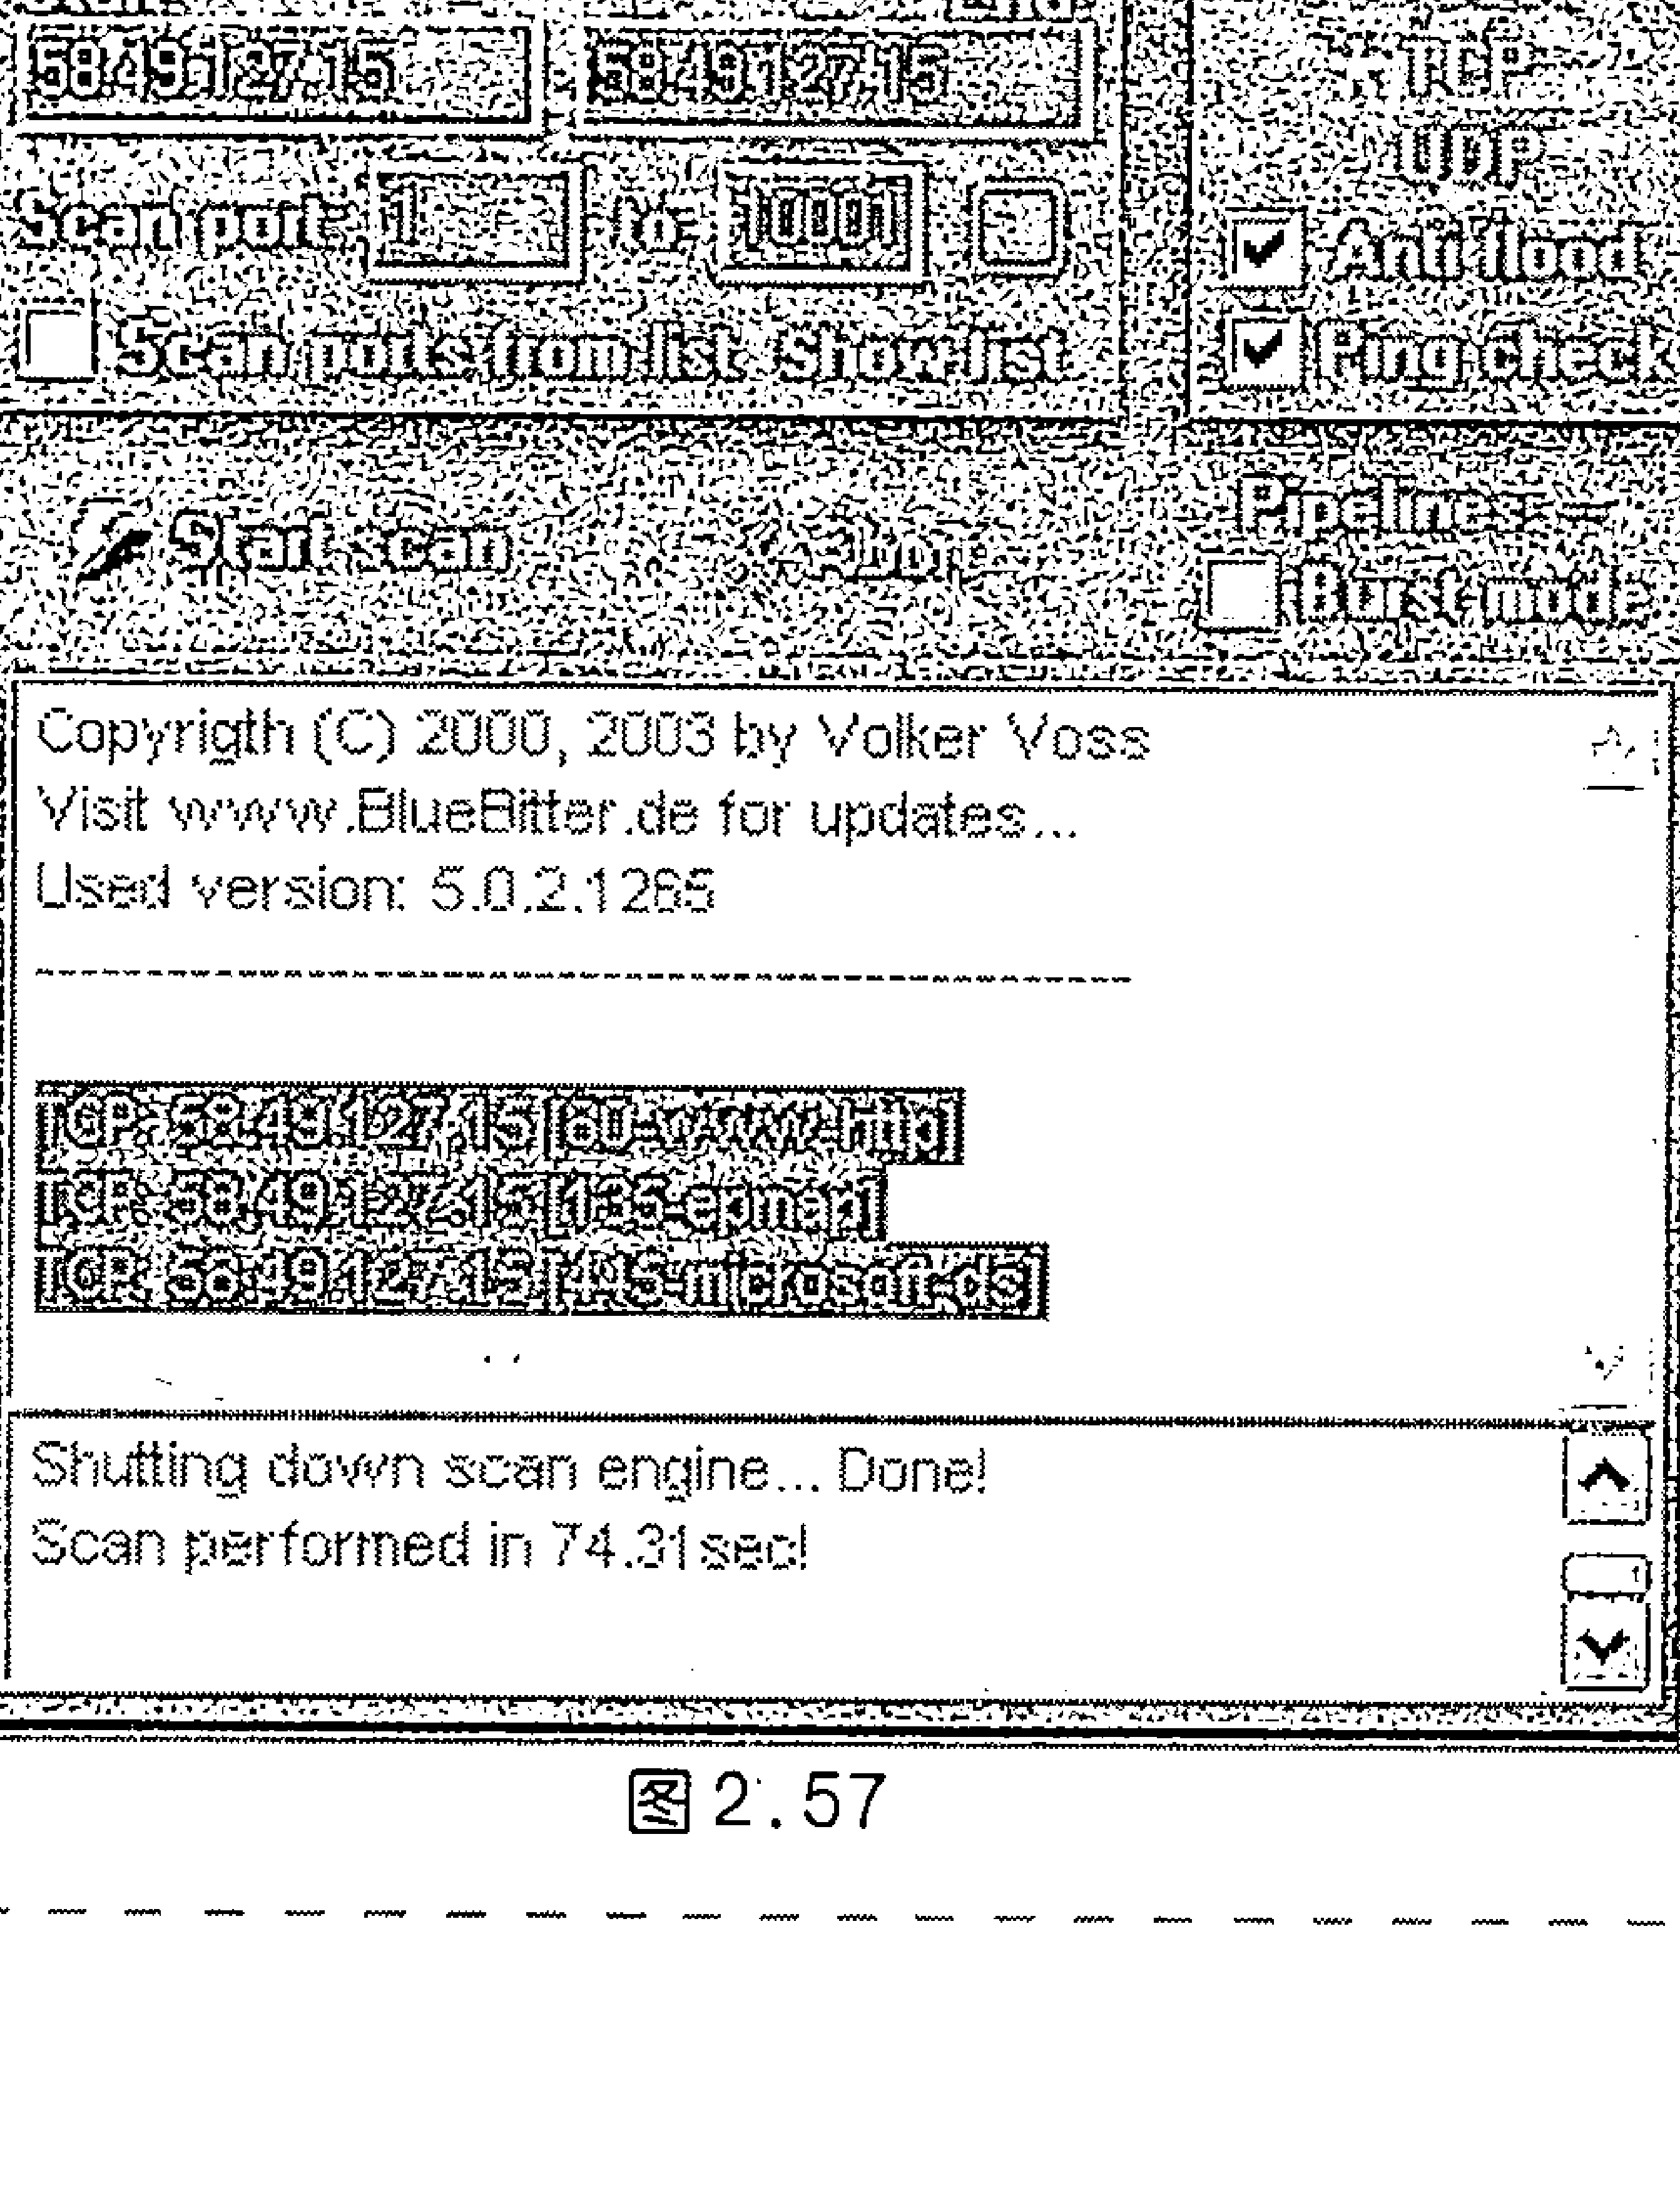 58.49.127.15 58.49.127.15 TCP
UDP
Scan port: 1 to Anti flood
Scan ports from list Show list Ping check
Start scan Pipelines
Burst mode
Copyrigth (C) 2000, 2003 by Volker Voss
Visit www.BlueBitter.de for updates...
Used version: 5.0.2.1265
TCP: 58.49.127.15 [80-www-http]
TCP: 58.49.127.15 [135-epmap]
TCP: 58.49.127.15 [445-microsoft-ds]
Shutting down scan engine... Done!
Scan performed in 74.31sec!
图 2.57